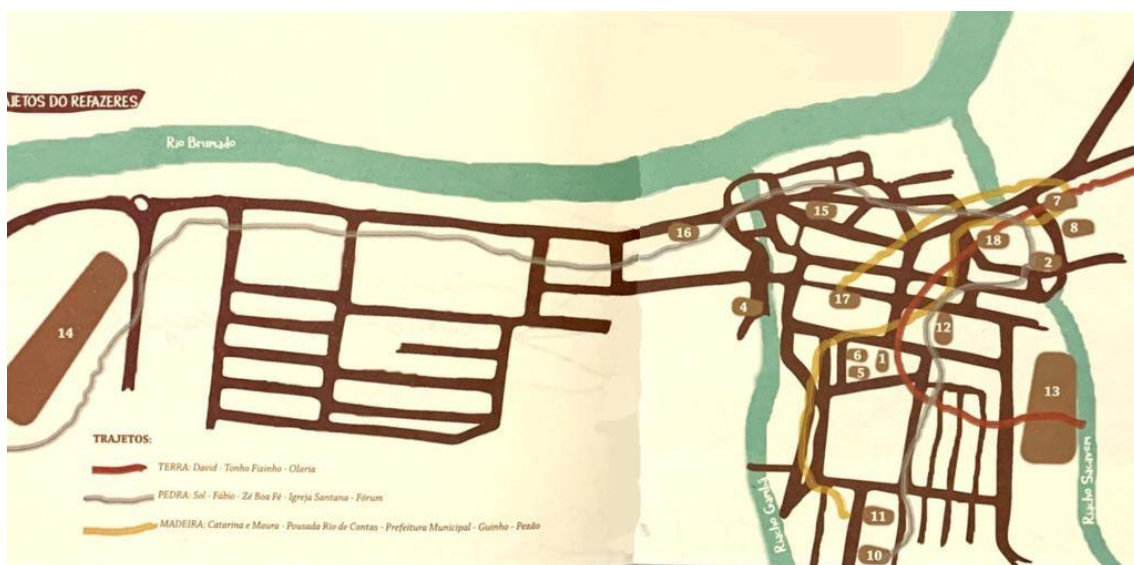 JETOS DO REFAZERES
Rio Brumado
7
15
8
16
18
2
17
4
12
6
1
5
14
13
TRAJETOS:
TERRA: David - Tonho Fizinho - Olaria
PEDRA: Sol - Fábio - Zé Boa Fé - Igreja Santana - Fórum
MADEIRA: Catarina e Maura - Pousada Rio de Contas - Prefeitura Municipal - Guinho - Pezão
Riacho Gambá
Riacho Sacavem
11
10